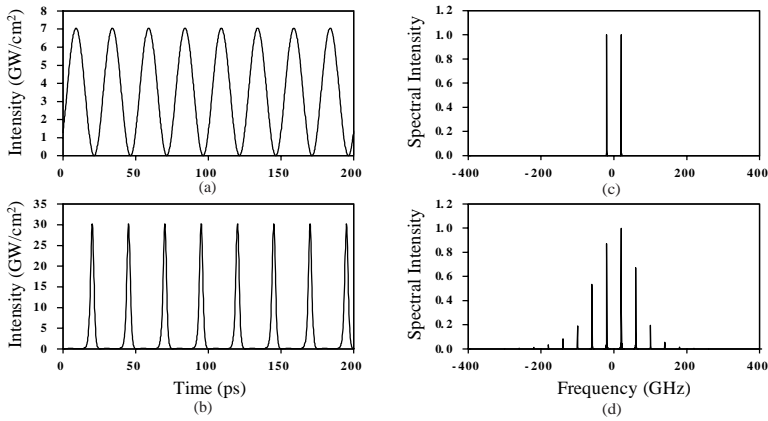 8
7
6
5
4
3
2
1
0
Intensity (GW/cm²)
0 50 100 150 200
(a)
1.2
1.0
0.8
0.6
0.4
0.2
0.0
Spectral Intensity
-400 -200 0 200 400
(c)
35
30
25
20
15
10
5
0
Intensity (GW/cm²)
0 50 100 150 200
Time (ps)
(b)
1.2
1.0
0.8
0.6
0.4
0.2
0.0
Spectral Intensity
-400 -200 0 200 400
Frequency (GHz)
(d)